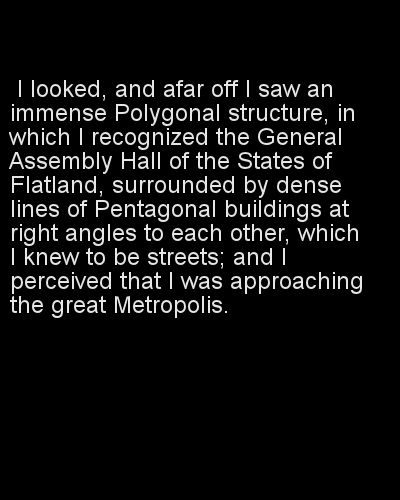 I looked, and afar off I saw an
immense Polygonal structure, in
which I recognized the General
Assembly Hall of the States of
Flatland, surrounded by dense
lines of Pentagonal buildings at
right angles to each other, which
I knew to be streets; and I
perceived that I was approaching
the great Metropolis.